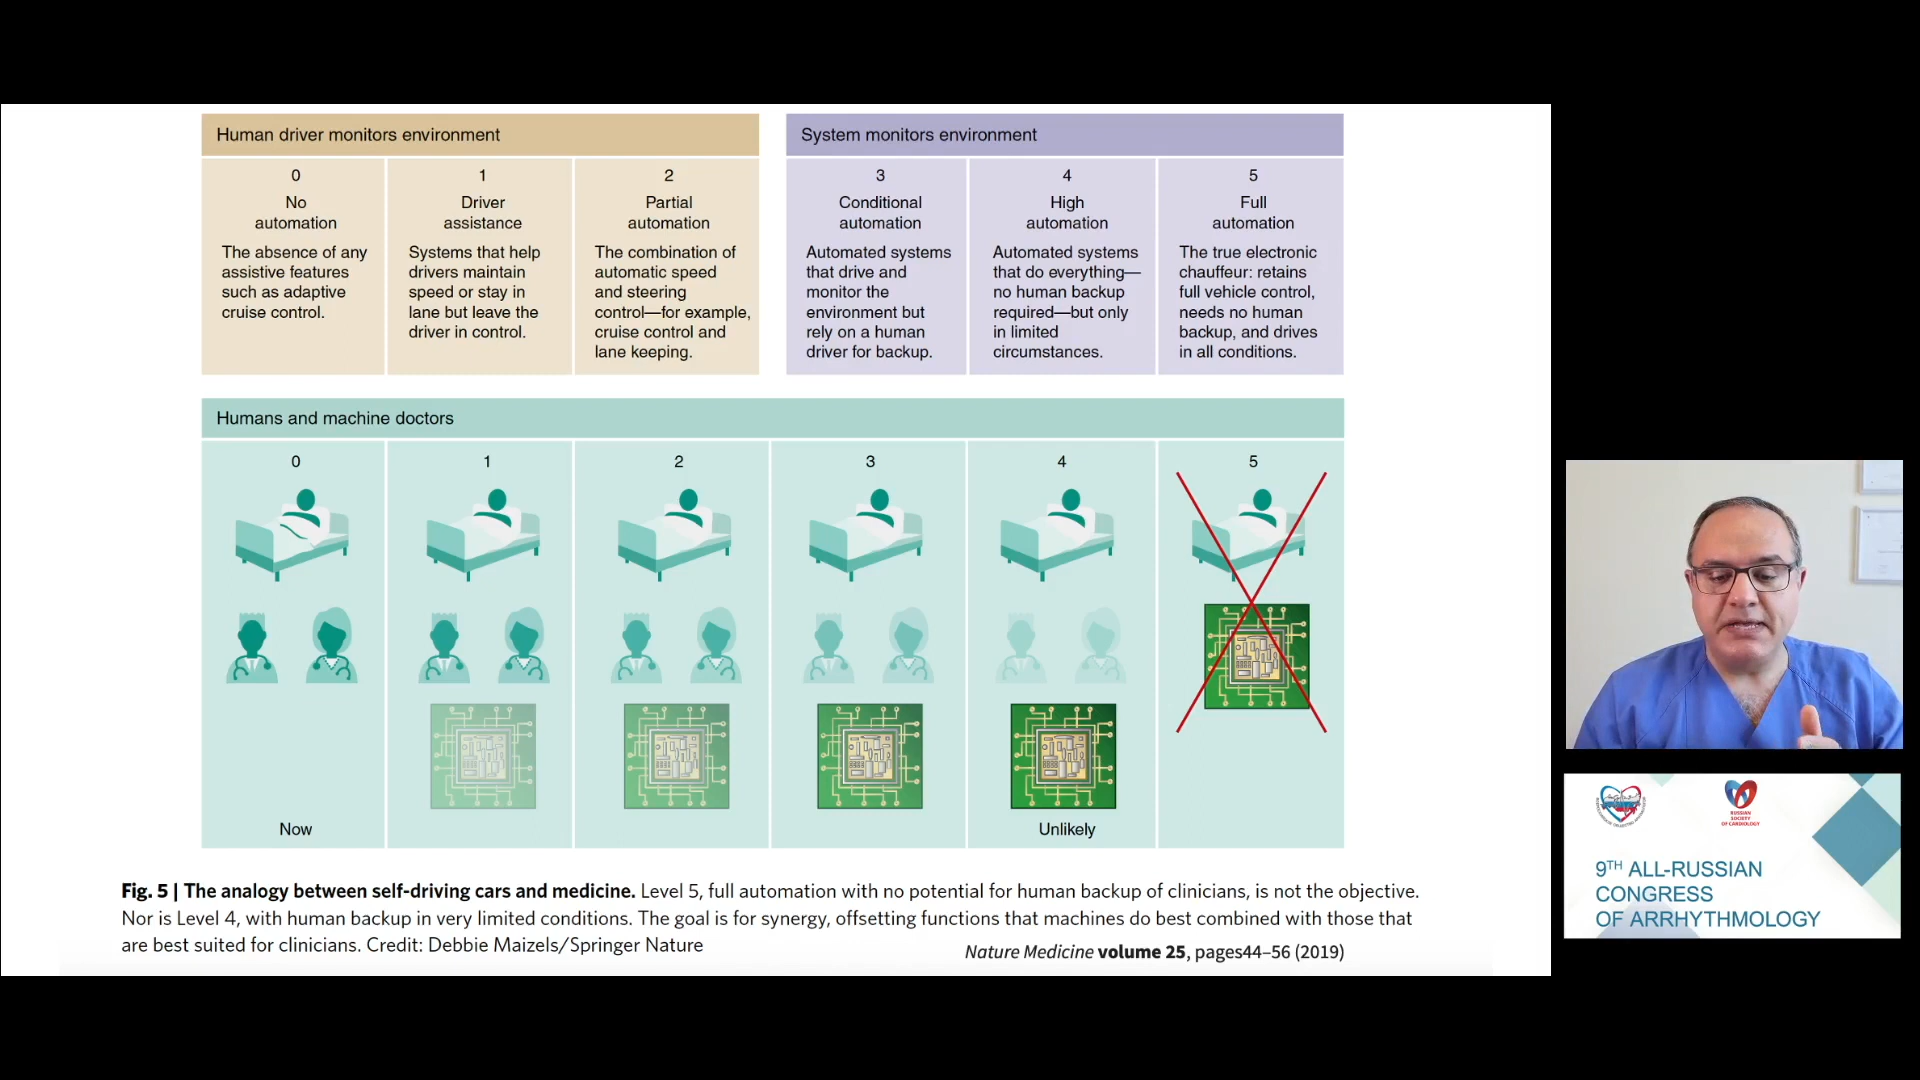 Human driver monitors environment
System monitors environment
0
No
automation
The absence of any
assistive features
such as adaptive
cruise control.
1
Driver
assistance
Systems that help
drivers maintain
speed or stay in
lane but leave the
driver in control.
2
Partial
automation
The combination of
automatic speed
and steering
control—for example,
cruise control and
lane keeping.
3
Conditional
automation
Automated systems
that drive and
monitor the
environment but
rely on a human
driver for backup.
4
High
automation
Automated systems
that do everything—
no human backup
required—but only
in limited
circumstances.
5
Full
automation
The true electronic
chauffeur: retains
full vehicle control,
needs no human
backup, and drives
in all conditions.
Humans and machine doctors
0
1
2
3
4
5
Now
Unlikely
Fig. 5 | The analogy between self-driving cars and medicine. Level 5, full automation with no potential for human backup of clinicians, is not the objective.
Nor is Level 4, with human backup in very limited conditions. The goal is for synergy, offsetting functions that machines do best combined with those that
are best suited for clinicians. Credit: Debbie Maizels/Springer Nature
Nature Medicine volume 25, pages44–56 (2019)
RUSSIAN
SOCIETY
OF CARDIOLOGY
9TH ALL-RUSSIAN
CONGRESS
OF ARRHYTHMOLOGY